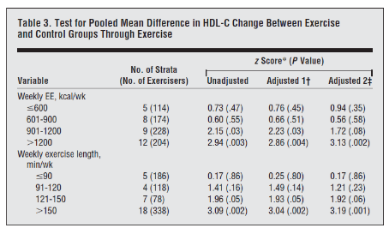 Table 3. Test for Pooled Mean Difference in HDL-C Change Between Exercise
and Control Groups Through Exercise
z Score* (P Value)
No. of Strata
Variable (No. of Exercisers) Unadjusted Adjusted 1† Adjusted 2‡
Weekly EE, kcal/wk
≤600 5 (114) 0.73 (.47) 0.76 (.45) 0.94 (.35)
601-900 8 (174) 0.60 (.55) 0.66 (.51) 0.56 (.58)
901-1200 9 (228) 2.15 (.03) 2.23 (.03) 1.72 (.08)
>1200 12 (204) 2.94 (.003) 2.86 (.004) 3.13 (.002)
Weekly exercise length,
min/wk
≤90 5 (186) 0.17 (.86) 0.25 (.80) 0.17 (.86)
91-120 4 (118) 1.41 (.16) 1.49 (.14) 1.21 (.23)
121-150 7 (78) 1.96 (.05) 1.93 (.05) 1.92 (.06)
>150 18 (338) 3.09 (.002) 3.04 (.002) 3.19 (.001)